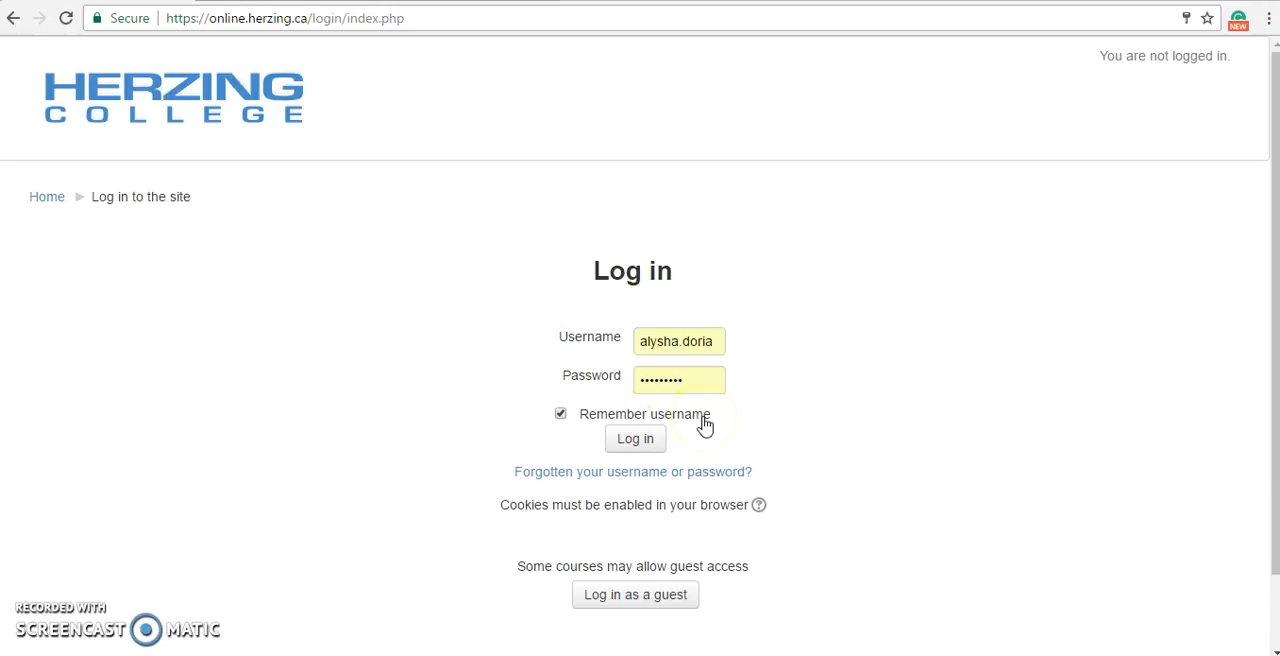 Secure https://online.herzing.ca/login/index.php
NEW
You are not logged in.
HERZING
COLLEGE
Home Log in to the site
Log in
Username alysha.doria
Password •••••••••
Remember username
Log in
Forgotten your username or password?
Cookies must be enabled in your browser ?
Some courses may allow guest access
Log in as a guest
RECORDED WITH
SCREENCAST MATIC